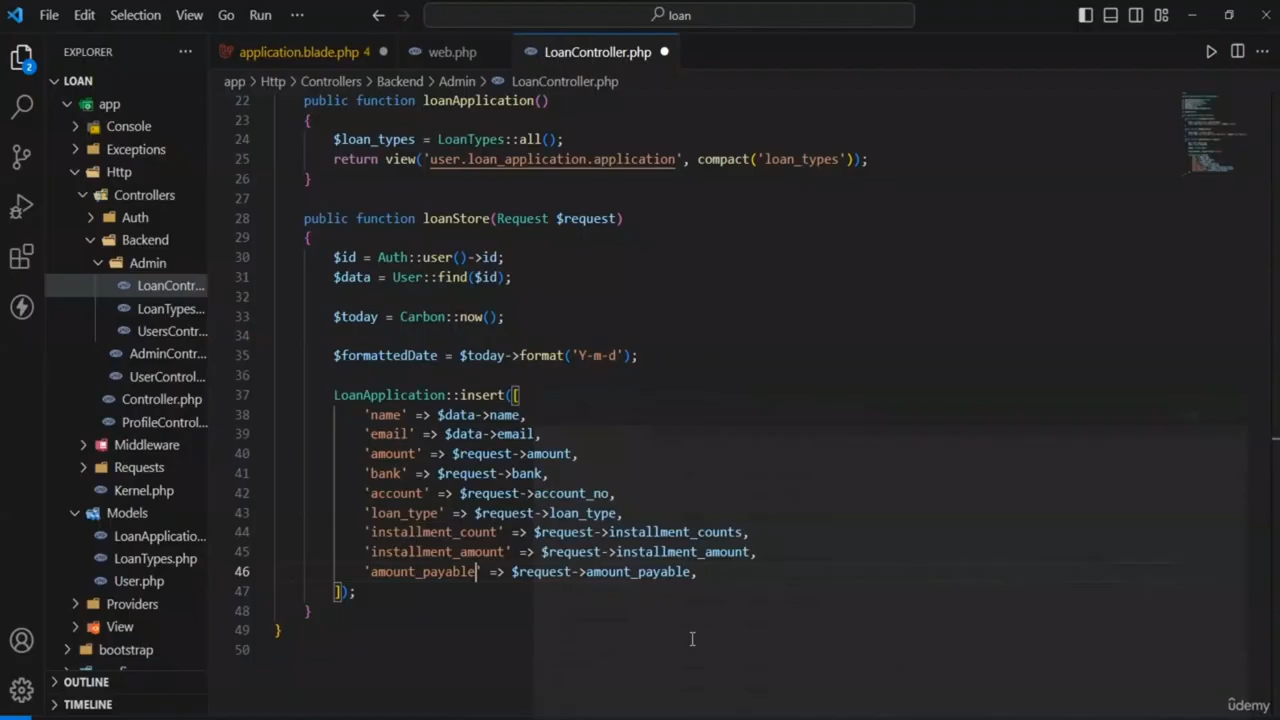 File Edit Selection View Go Run ··· loan
EXPLORER ···
application.blade.php 4 web.php LoanController.php
LOAN
app > Http > Controllers > Backend > Admin > LoanController.php
app
Console
Exceptions
Http
Controllers
Auth
Backend
Admin
LoanContr...
LoanTypes...
UsersContr...
AdminContr...
UserControl...
Controller.php
ProfileControl...
Middleware
Requests
Kernel.php
Models
LoanApplicatio...
LoanTypes.php
User.php
Providers
View
bootstrap
OUTLINE
TIMELINE
2
22 public function loanApplication()
23 {
24 $loan_types = LoanTypes::all();
25 return view('user.loan_application.application', compact('loan_types'));
26 }
27
28 public function loanStore(Request $request)
29 {
30 $id = Auth::user()->id;
31 $data = User::find($id);
32
33 $today = Carbon::now();
34
35 $formattedDate = $today->format('Y-m-d');
36
37 LoanApplication::insert([
38 'name' => $data->name,
39 'email' => $data->email,
40 'amount' => $request->amount,
41 'bank' => $request->bank,
42 'account' => $request->account_no,
43 'loan_type' => $request->loan_type,
44 'installment_count' => $request->installment_counts,
45 'installment_amount' => $request->installment_amount,
46 'amount_payable' => $request->amount_payable,
47 ]);
48 }
49 }
50
ûdemy